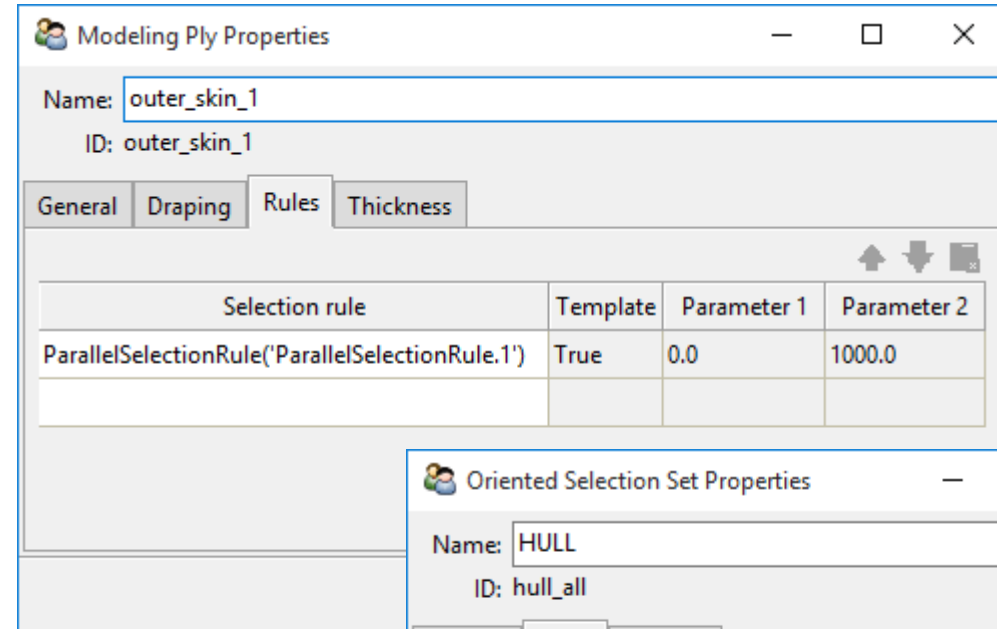 Modeling Ply Properties
Name: outer_skin_1
ID: outer_skin_1
General Draping Rules Thickness
Selection rule Template Parameter 1 Parameter 2
ParallelSelectionRule('ParallelSelectionRule.1') True 0.0 1000.0
Oriented Selection Set Properties
Name: HULL
ID: hull_all